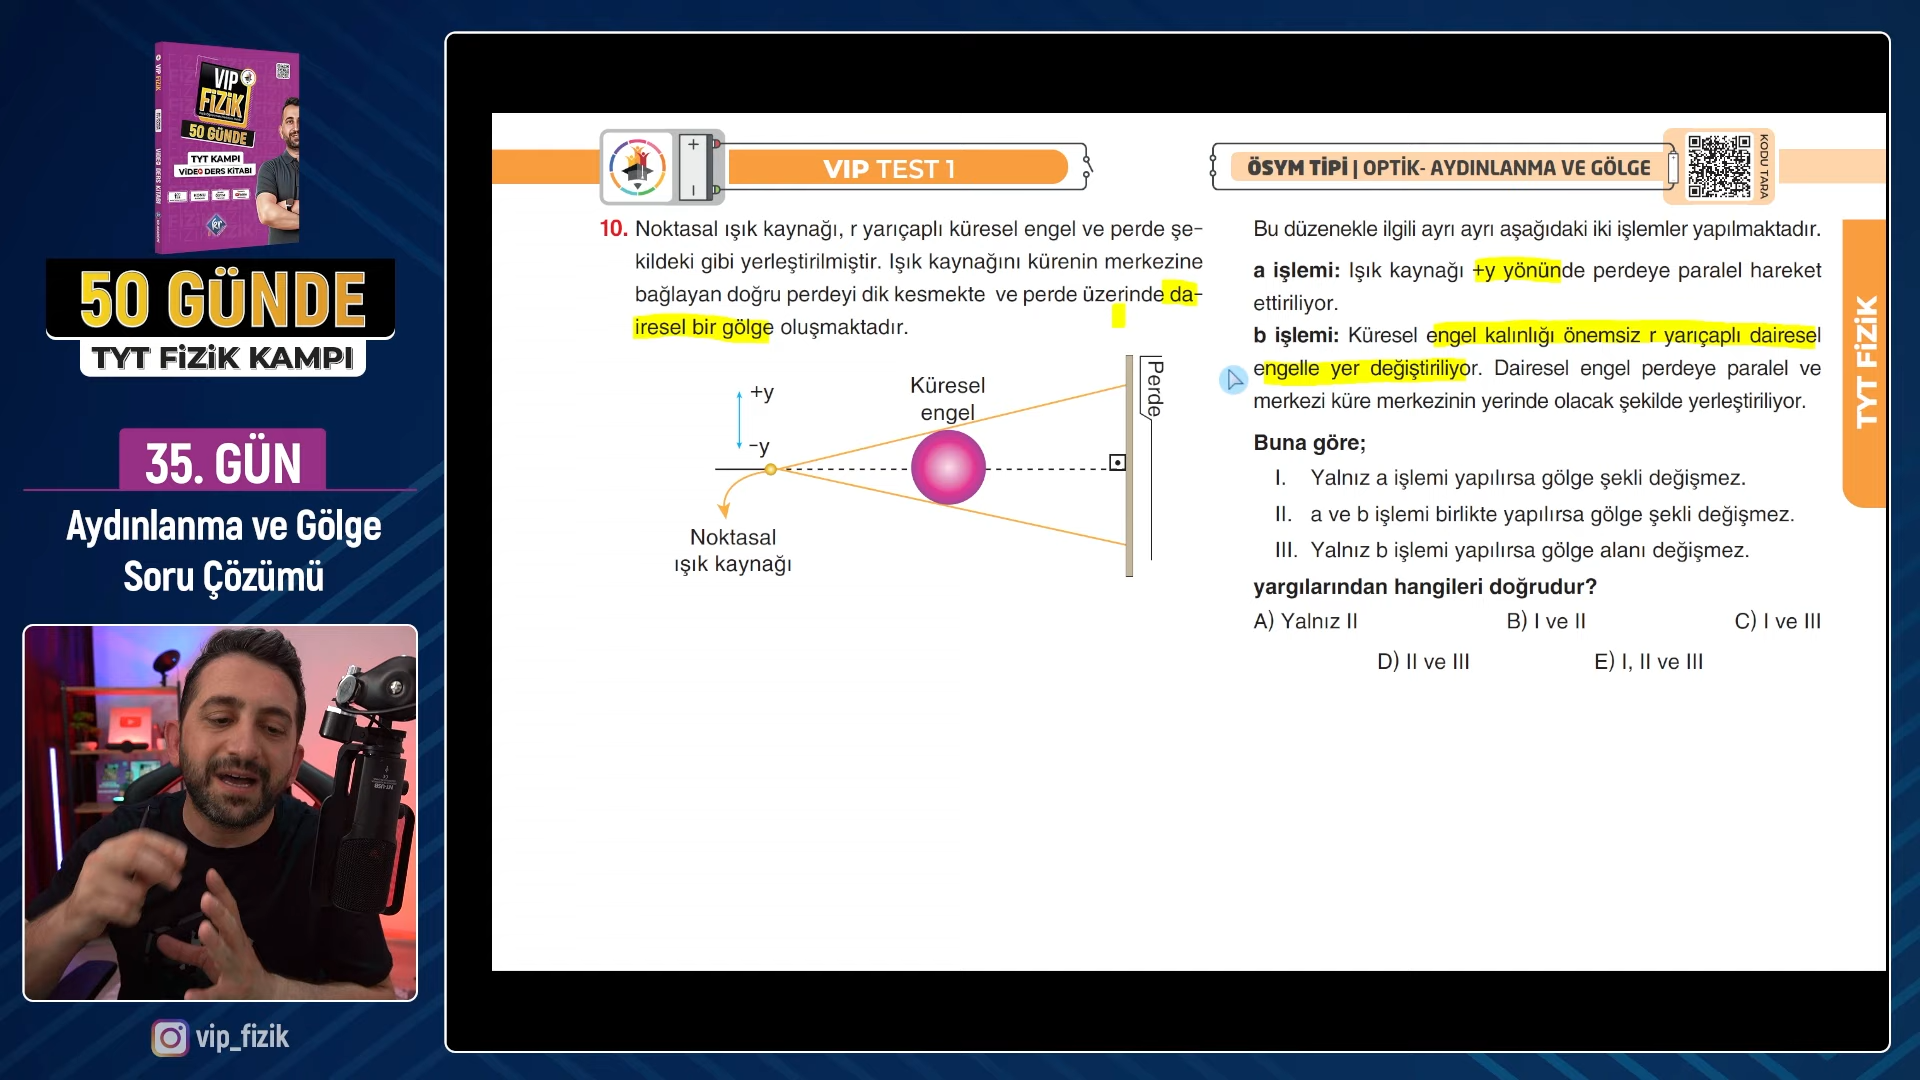 VIP
FİZİK
50 GÜNDE
TYT KAMPI
VİDEO DERS KİTABI
50 GÜNDE
TYT FİZİK KAMPI
35. GÜN
Aydınlanma ve Gölge
Soru Çözümü
vip_fizik
VIP TEST 1
ÖSYM TİPİ | OPTİK- AYDINLANMA VE GÖLGE
KODU TARA
TYT FİZİK
10. Noktasal ışık kaynağı, r yarıçaplı küresel engel ve perde şe-
kildeki gibi yerleştirilmiştir. Işık kaynağını kürenin merkezine
bağlayan doğru perdeyi dik kesmekte ve perde üzerinde da-
iresel bir gölge oluşmaktadır.
+y
-y
Küresel
engel
Perde
Noktasal
ışık kaynağı
Bu düzenekle ilgili ayrı ayrı aşağıdaki iki işlemler yapılmaktadır.
a işlemi: Işık kaynağı +y yönünde perdeye paralel hareket
ettiriliyor.
b işlemi: Küresel engel kalınlığı önemsiz r yarıçaplı dairesel
engelle yer değiştiriliyor. Dairesel engel perdeye paralel ve
merkezi küre merkezinin yerinde olacak şekilde yerleştiriliyor.
Buna göre;
I. Yalnız a işlemi yapılırsa gölge şekli değişmez.
II. a ve b işlemi birlikte yapılırsa gölge şekli değişmez.
III. Yalnız b işlemi yapılırsa gölge alanı değişmez.
yargılarından hangileri doğrudur?
A) Yalnız II B) I ve II C) I ve III
D) II ve III E) I, II ve III